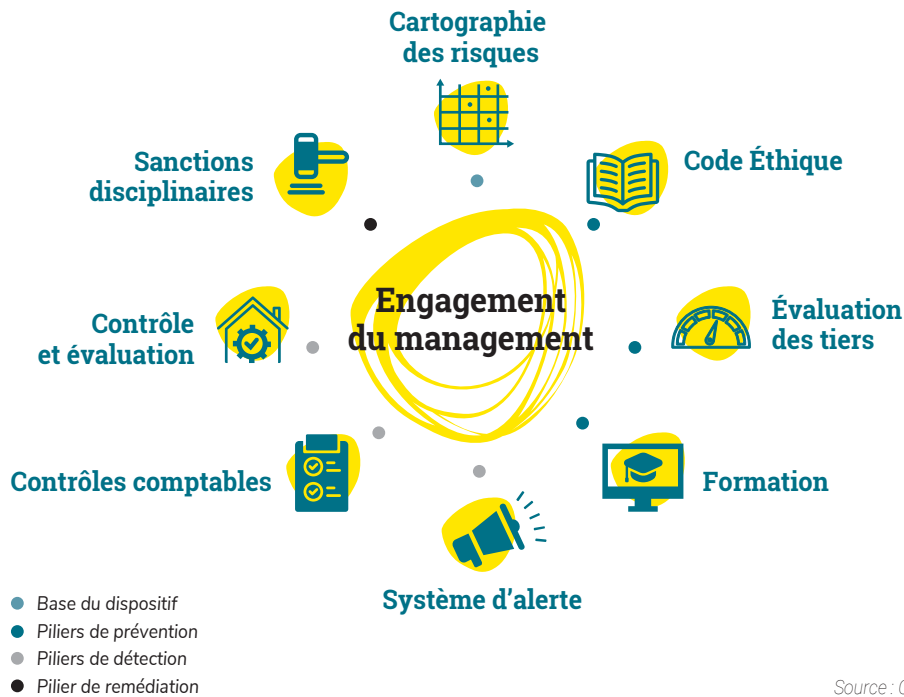 Cartographie
des risques
Code Éthique
Sanctions
disciplinaires
Engagement
du management
Évaluation
des tiers
Contrôle
et évaluation
Contrôles comptables
Formation
Système d'alerte
Base du dispositif
Piliers de prévention
Piliers de détection
Pilier de remédiation
Source :